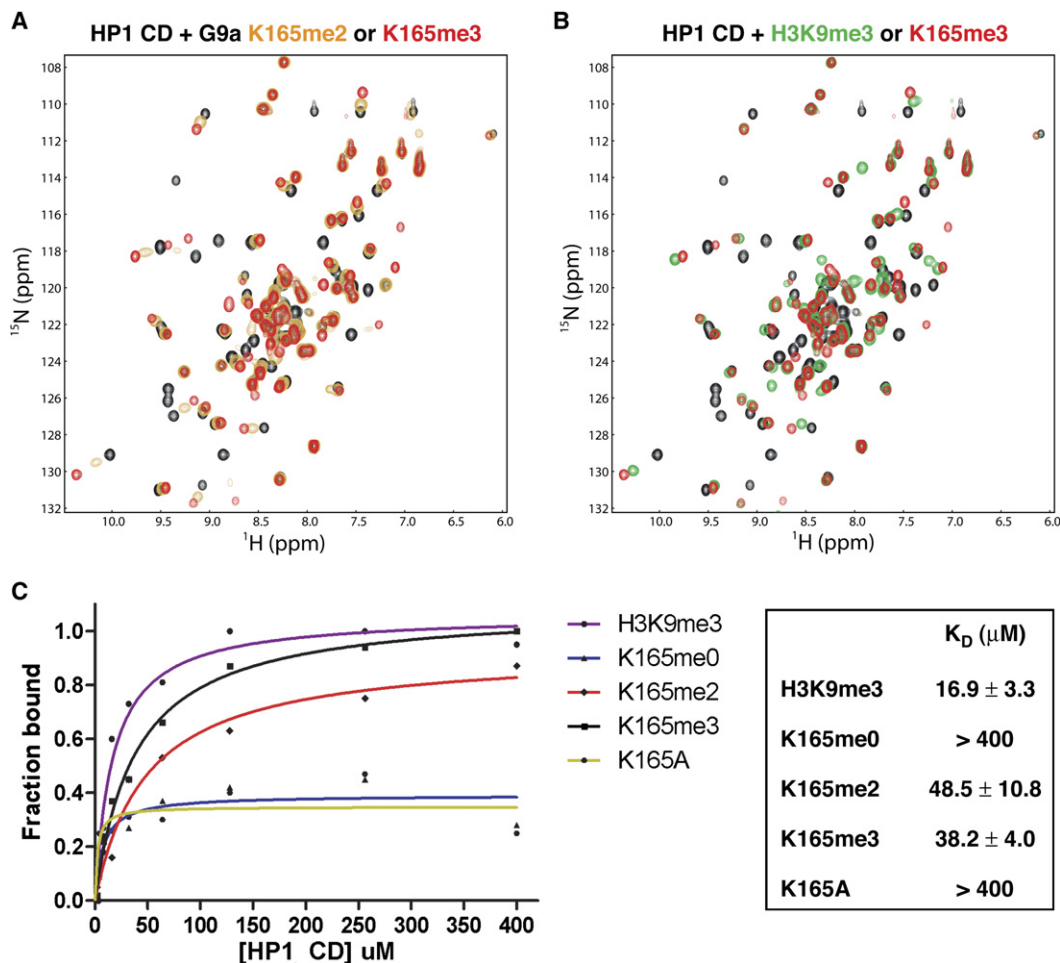 A
HP1 CD + G9a K165me2 or K165me3
108
110
112
114
116
118
120
122
124
126
128
130
132
¹⁵N (ppm)
10.0 9.5 9.0 8.5 8.0 7.5 7.0 6.5 6.0
¹H (ppm)
B
HP1 CD + H3K9me3 or K165me3
108
110
112
114
116
118
120
122
124
126
128
130
132
¹⁵N (ppm)
10.0 9.5 9.0 8.5 8.0 7.5 7.0 6.5 6.0
¹H (ppm)
C
1.0
0.8
0.6
0.4
0.2
0.0
Fraction bound
0 50 100 150 200 250 300 350 400
[HP1 CD] uM
H3K9me3
K165me0
K165me2
K165me3
K165A
K_D (μM)
H3K9me3 16.9 ± 3.3
K165me0 > 400
K165me2 48.5 ± 10.8
K165me3 38.2 ± 4.0
K165A > 400